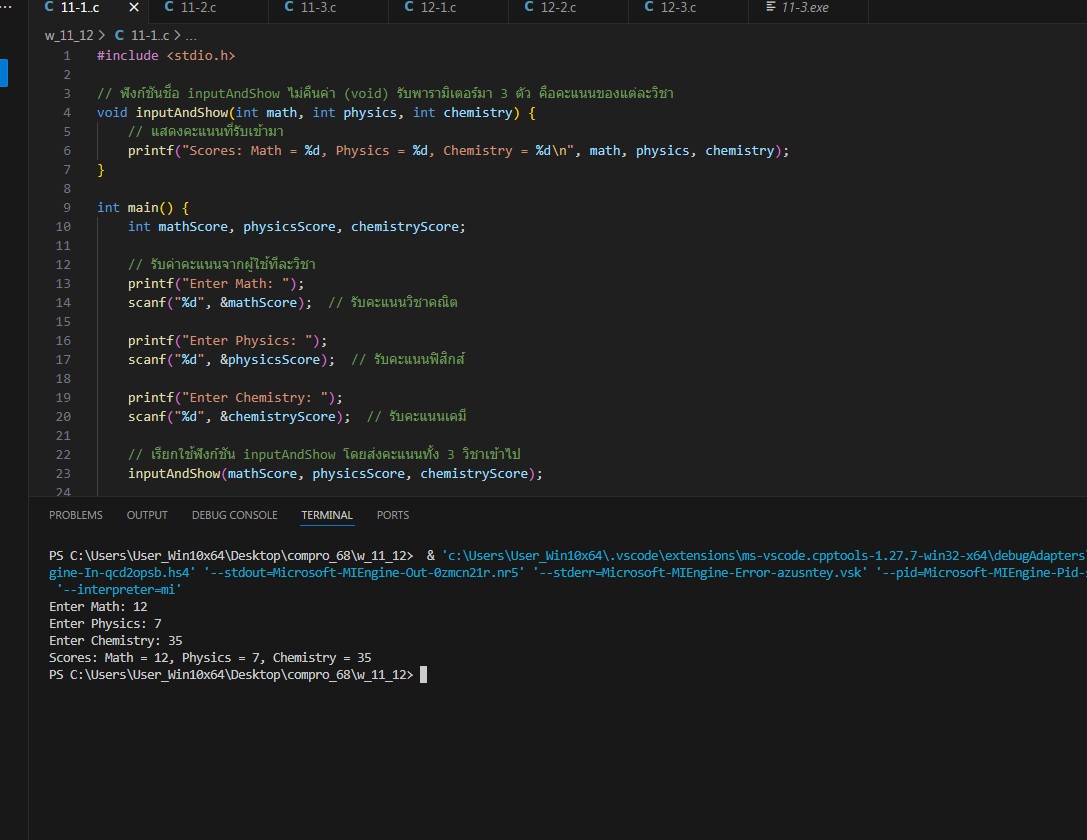 11-1..c
11-2.c
11-3.c
12-1.c
12-2.c
12-3.c
11-3.exe
w_11_12 > C 11-1..c > ...
1 #include <stdio.h>
2
3 // ฟังก์ชันชื่อ inputAndShow ไม่คืนค่า (void) รับพารามิเตอร์มา 3 ตัว คือคะแนนของแต่ละวิชา
4 void inputAndShow(int math, int physics, int chemistry) {
5 // แสดงคะแนนที่รับเข้ามา
6 printf("Scores: Math = %d, Physics = %d, Chemistry = %d\n", math, physics, chemistry);
7 }
8
9 int main() {
10 int mathScore, physicsScore, chemistryScore;
11
12 // รับค่าคะแนนจากผู้ใช้ทีละวิชา
13 printf("Enter Math: ");
14 scanf("%d", &mathScore); // รับคะแนนวิชาคณิต
15
16 printf("Enter Physics: ");
17 scanf("%d", &physicsScore); // รับคะแนนฟิสิกส์
18
19 printf("Enter Chemistry: ");
20 scanf("%d", &chemistryScore); // รับคะแนนเคมี
21
22 // เรียกใช้ฟังก์ชัน inputAndShow โดยส่งคะแนนทั้ง 3 วิชาเข้าไป
23 inputAndShow(mathScore, physicsScore, chemistryScore);
24
PROBLEMS OUTPUT DEBUG CONSOLE TERMINAL PORTS
PS C:\Users\User_Win10x64\Desktop\compro_68\w_11_12> & 'c:\Users\User_Win10x64\.vscode\extensions\ms-vscode.cpptools-1.27.7-win32-x64\debugAdapters
gine-In-qcd2opsb.hs4' '--stdout=Microsoft-MIEngine-Out-0zmcn21r.nr5' '--stderr=Microsoft-MIEngine-Error-azusntey.vsk' '--pid=Microsoft-MIEngine-Pid-
'--interpreter=mi'
Enter Math: 12
Enter Physics: 7
Enter Chemistry: 35
Scores: Math = 12, Physics = 7, Chemistry = 35
PS C:\Users\User_Win10x64\Desktop\compro_68\w_11_12>